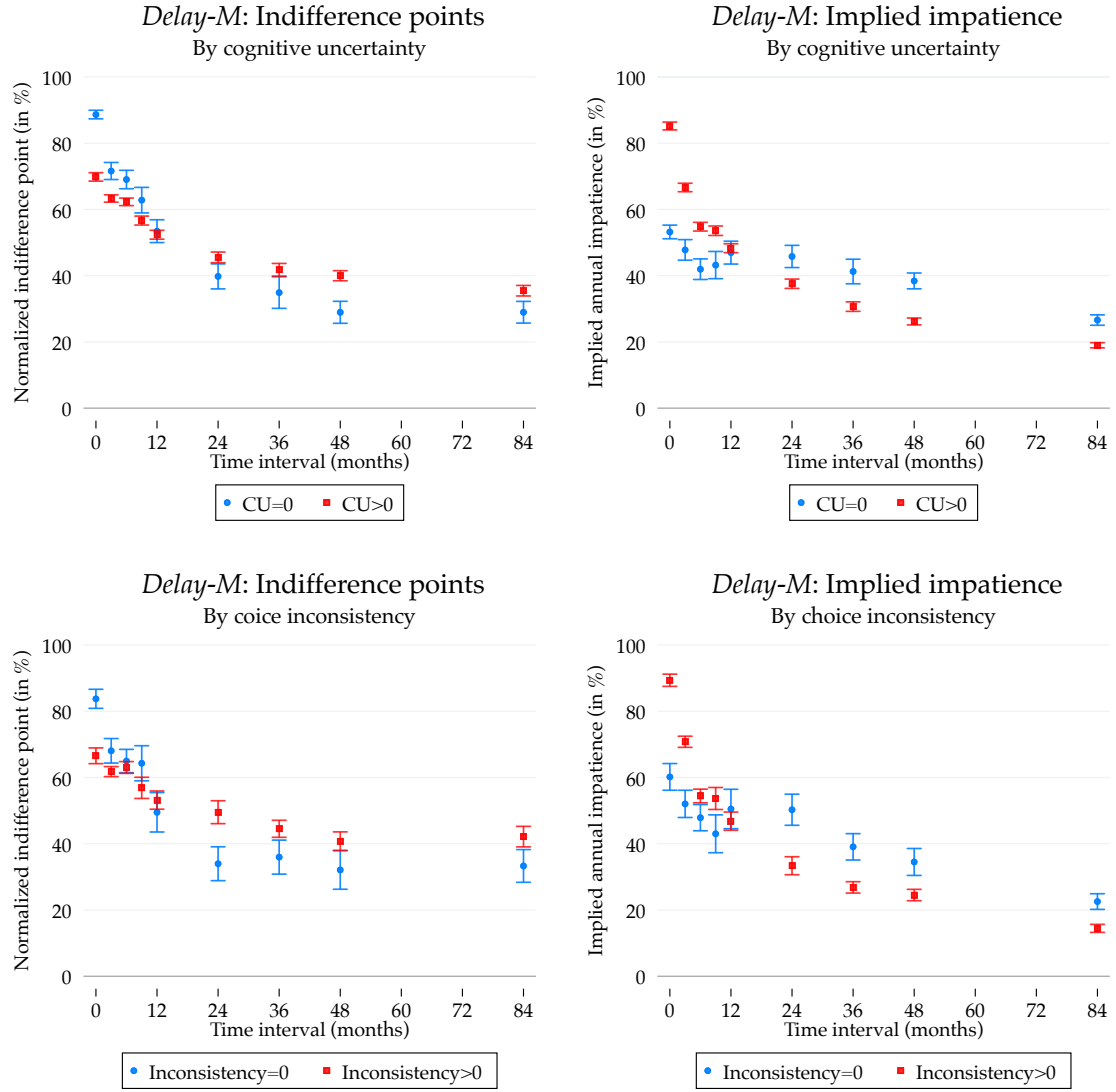 Delay-M: Indifference points
By cognitive uncertainty
Normalized indifference point (in %)
100
80
60
40
20
0
0 12 24 36 48 60 72 84
Time interval (months)
CU=0 CU>0
Delay-M: Implied impatience
By cognitive uncertainty
Implied annual impatience (in %)
100
80
60
40
20
0
0 12 24 36 48 60 72 84
Time interval (months)
CU=0 CU>0
Delay-M: Indifference points
By coice inconsistency
Normalized indifference point (in %)
100
80
60
40
20
0
0 12 24 36 48 60 72 84
Time interval (months)
Inconsistency=0 Inconsistency>0
Delay-M: Implied impatience
By choice inconsistency
Implied annual impatience (in %)
100
80
60
40
20
0
0 12 24 36 48 60 72 84
Time interval (months)
Inconsistency=0 Inconsistency>0